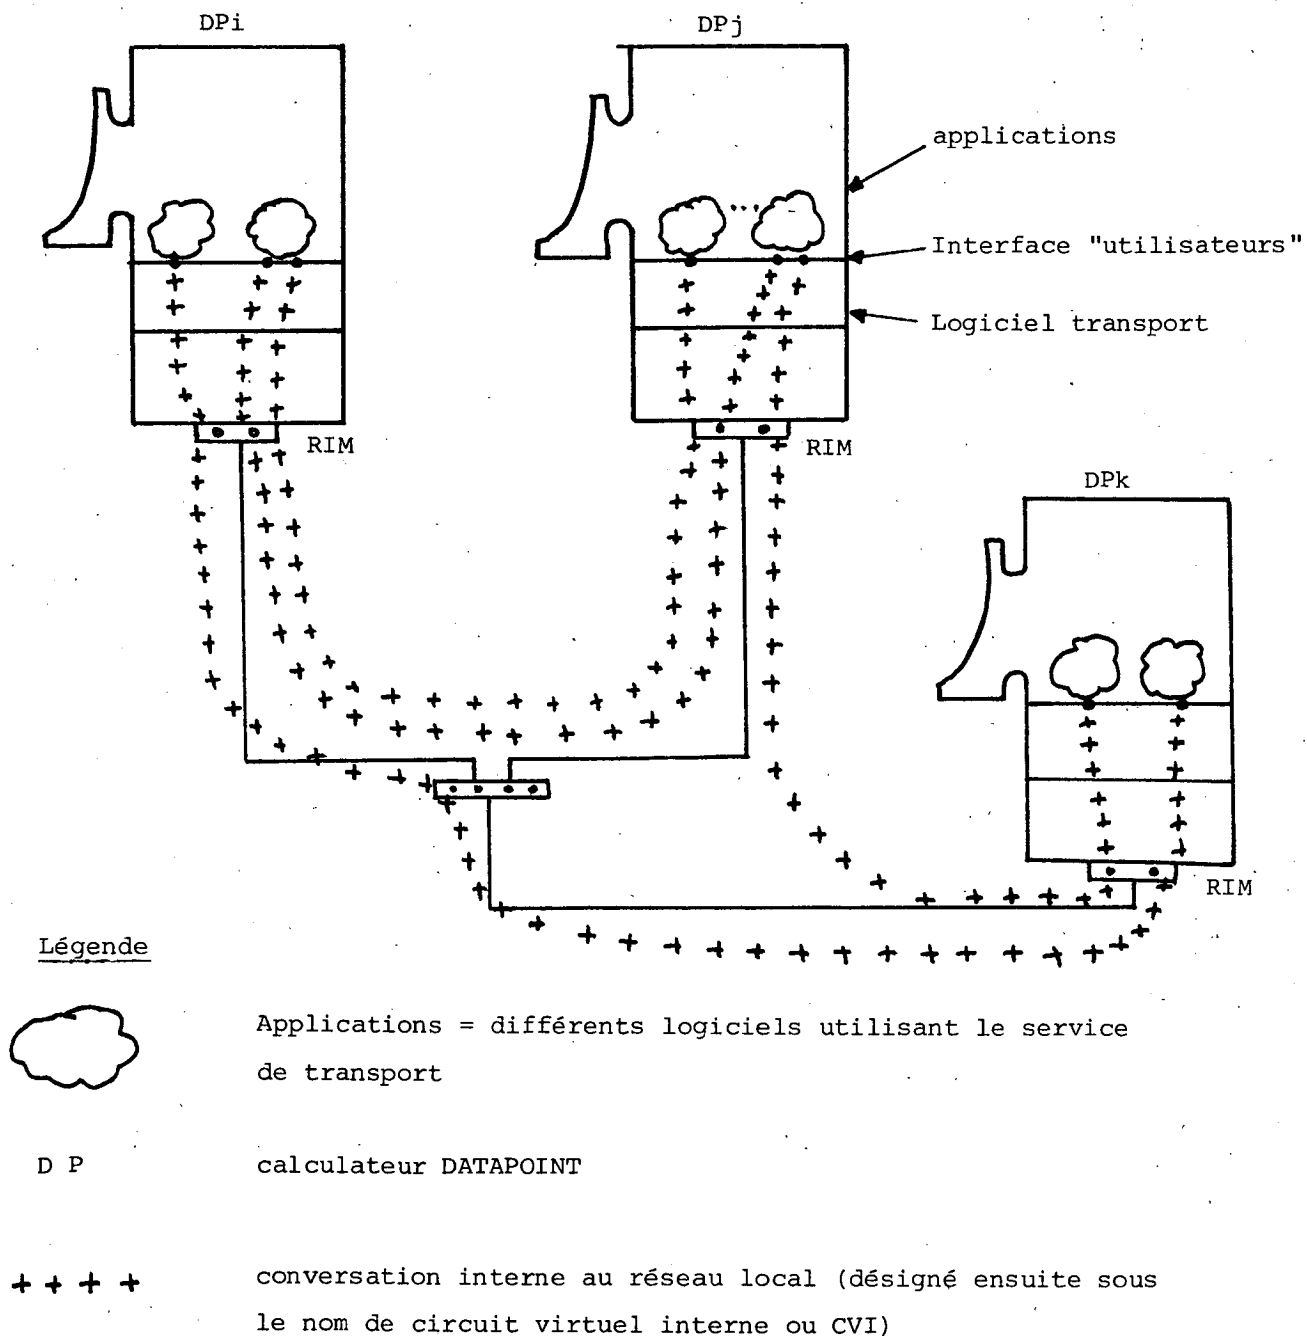 DPi
DPj
applications
Interface "utilisateurs"
Logiciel transport
RIM
RIM
DPk
RIM
Légende
Applications = différents logiciels utilisant le service
de transport
D P
calculateur DATAPOINT
++++
conversation interne au réseau local (désigné ensuite sous
le nom de circuit virtuel interne ou CVI)